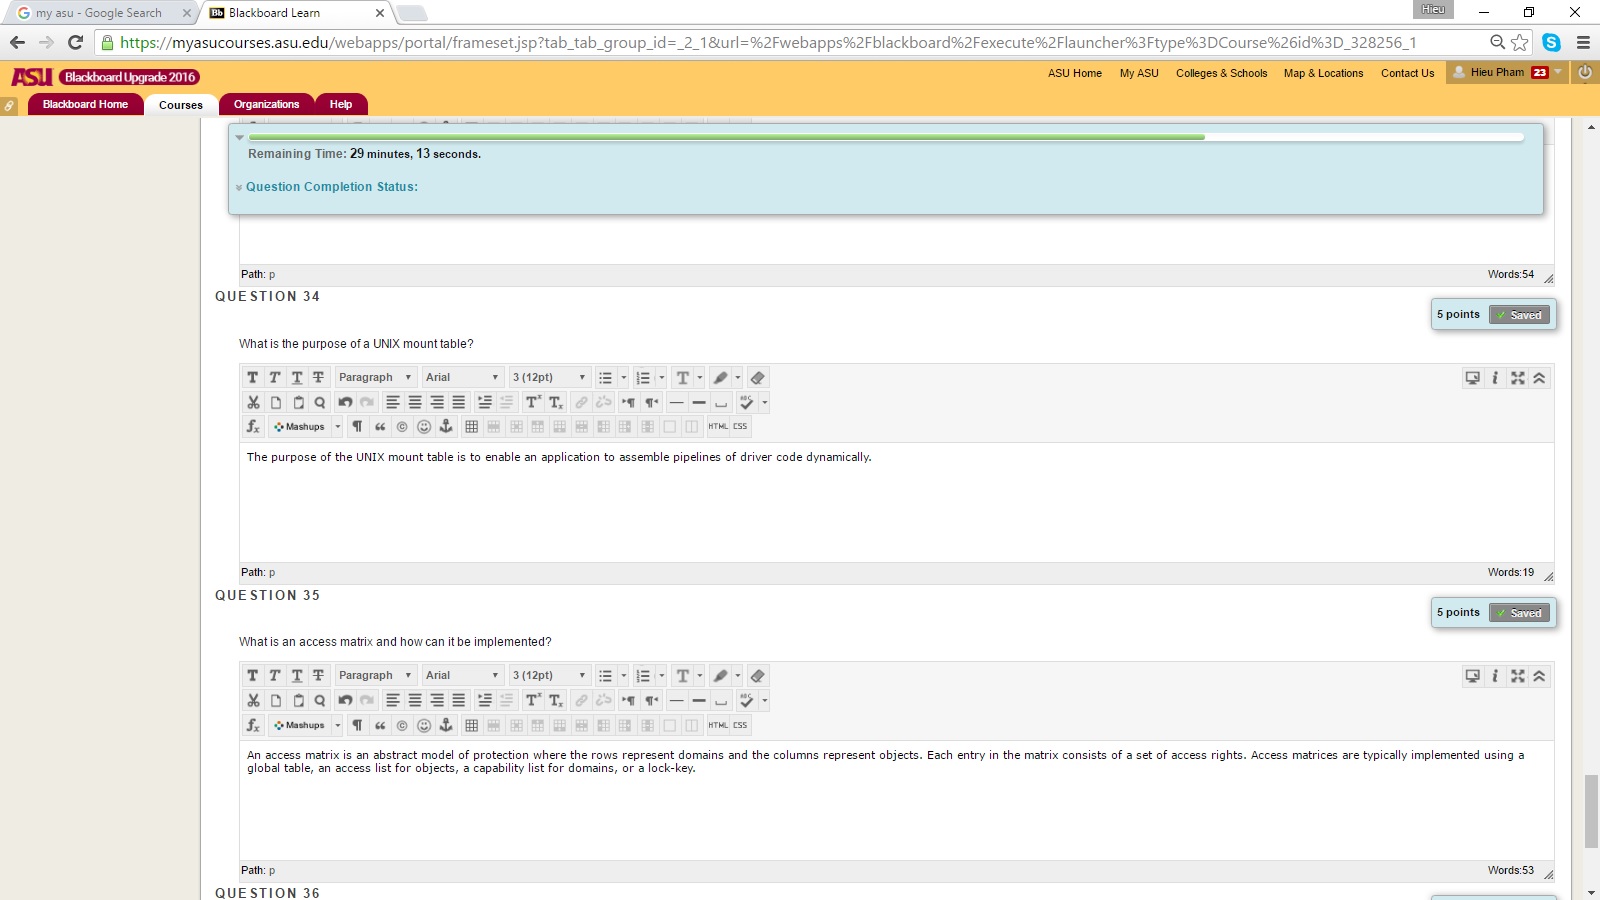 my asu - Google Search
Bb Blackboard Learn
Hieu
https://myasucourses.asu.edu/webapps/portal/frameset.jsp?tab_tab_group_id=_2_1&url=%2Fwebapps%2Fblackboard%2Fexecute%2Flauncher%3Ftype%3DCourse%26id%3D_328256_1
ASU Blackboard Upgrade 2016
ASU Home My ASU Colleges & Schools Map & Locations Contact Us Hieu Pham 23
Blackboard Home Courses Organizations Help
Remaining Time: 29 minutes, 13 seconds.
Question Completion Status:
Path: p Words:54
QUESTION 34
5 points Saved
What is the purpose of a UNIX mount table?
T T T T Paragraph Arial 3 (12pt) T
Tx Tx ABC
fx Mashups HTML CSS
The purpose of the UNIX mount table is to enable an application to assemble pipelines of driver code dynamically.
Path: p Words:19
QUESTION 35
5 points Saved
What is an access matrix and how can it be implemented?
T T T T Paragraph Arial 3 (12pt) T
Tx Tx ABC
fx Mashups HTML CSS
An access matrix is an abstract model of protection where the rows represent domains and the columns represent objects. Each entry in the matrix consists of a set of access rights. Access matrices are typically implemented using a
global table, an access list for objects, a capability list for domains, or a lock-key.
Path: p Words:53
QUESTION 36